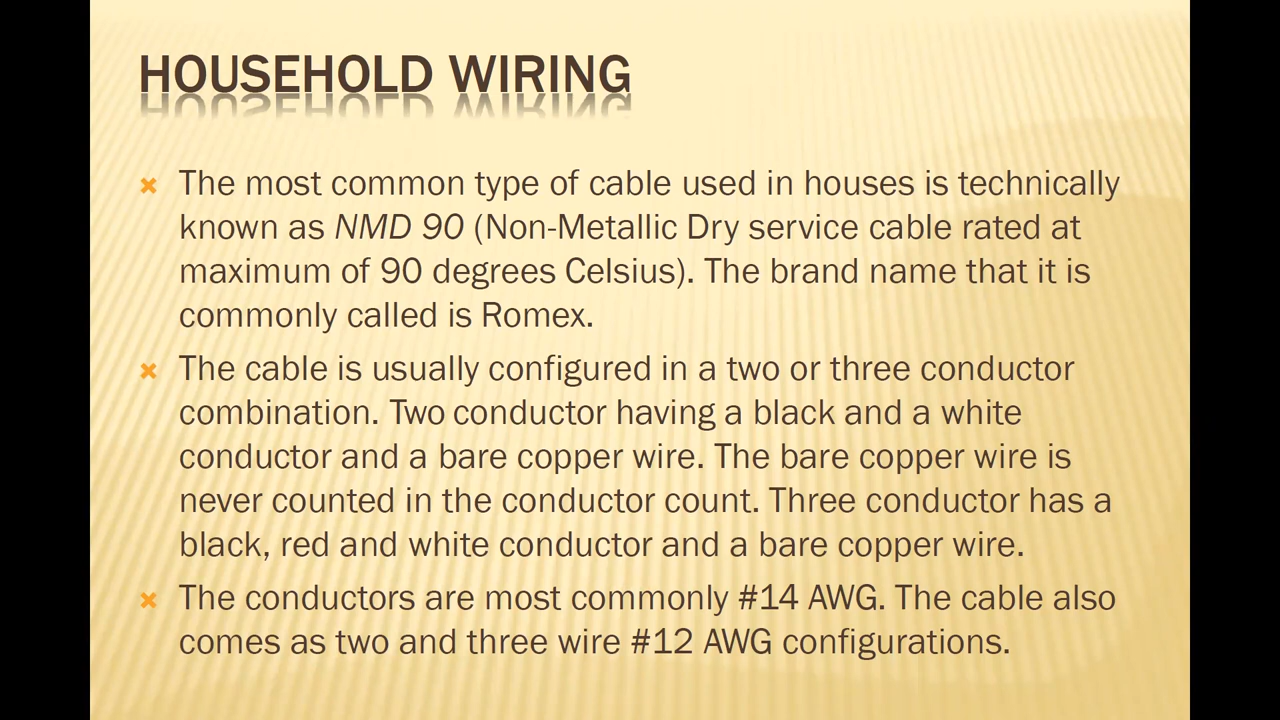 HOUSEHOLD WIRING
The most common type of cable used in houses is technically
known as NMD 90 (Non-Metallic Dry service cable rated at
maximum of 90 degrees Celsius). The brand name that it is
commonly called is Romex.
The cable is usually configured in a two or three conductor
combination. Two conductor having a black and a white
conductor and a bare copper wire. The bare copper wire is
never counted in the conductor count. Three conductor has a
black, red and white conductor and a bare copper wire.
The conductors are most commonly #14 AWG. The cable also
comes as two and three wire #12 AWG configurations.